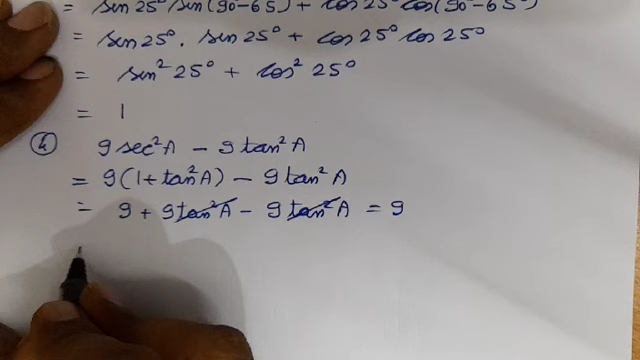 = sin 25° sin(90-65) + cos 25° cos(90°-65°)
= sin 25° . sin 25° + cos 25° cos 25°
= sin² 25° + cos² 25°
= 1
(h) 9 sec²A - 9 tan²A
= 9(1+tan²A) - 9 tan²A
= 9 + 9 tan²A - 9 tan²A = 9